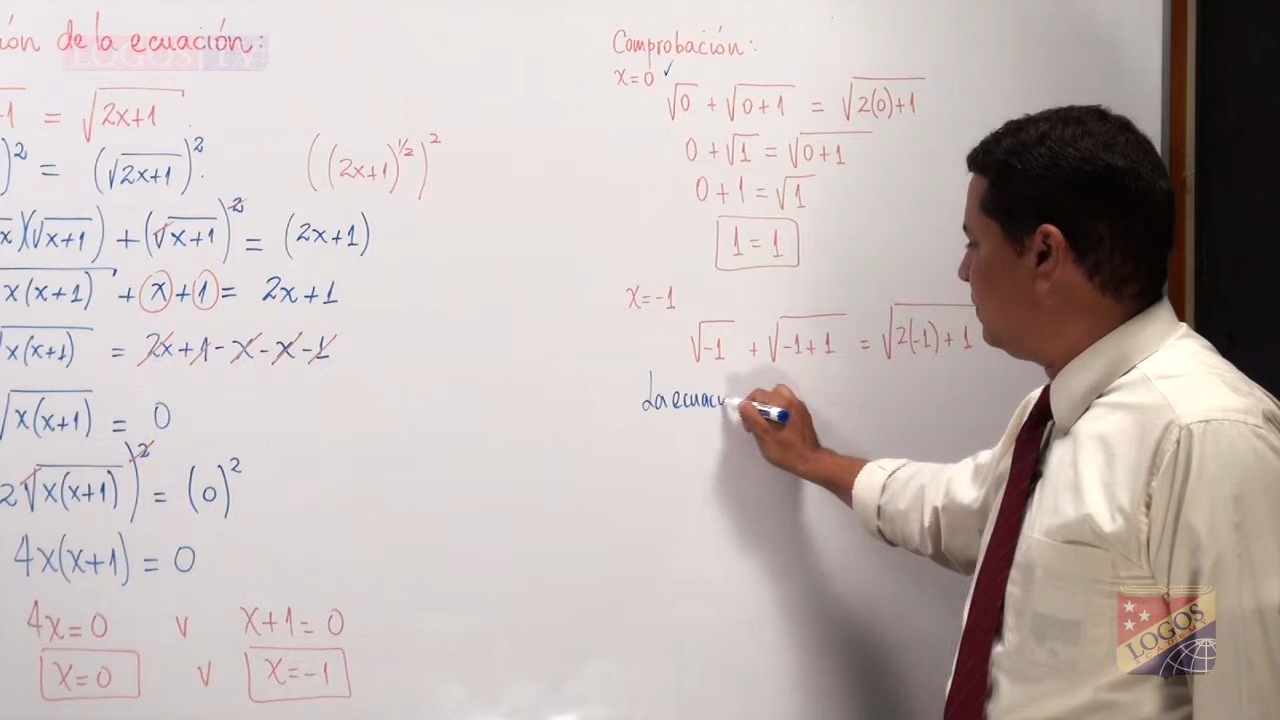 ión de la ecuación:
LOGOS TV
-1 = √(2x+1)
)² = (√(2x+1))²
((2x+1)^(1/2))²
x)(√(x+1)) + (√(x+1))² = (2x+1)
x(x+1) + x + 1 = 2x+1
√(x(x+1)) = 2x+1-x-x-1
√(x(x+1)) = 0
2√(x(x+1)))² = (0)²
4x(x+1) = 0
4x=0 v x+1=0
x=0 v x=-1
Comprobación:
x=0 ✓
√0 + √(0+1) = √(2(0)+1)
0 + √1 = √(0+1)
0 + 1 = √1
1 = 1
x=-1
√-1 + √(-1+1) = √(2(-1)+1)
La ecuac
LOGOS
ACADEMY